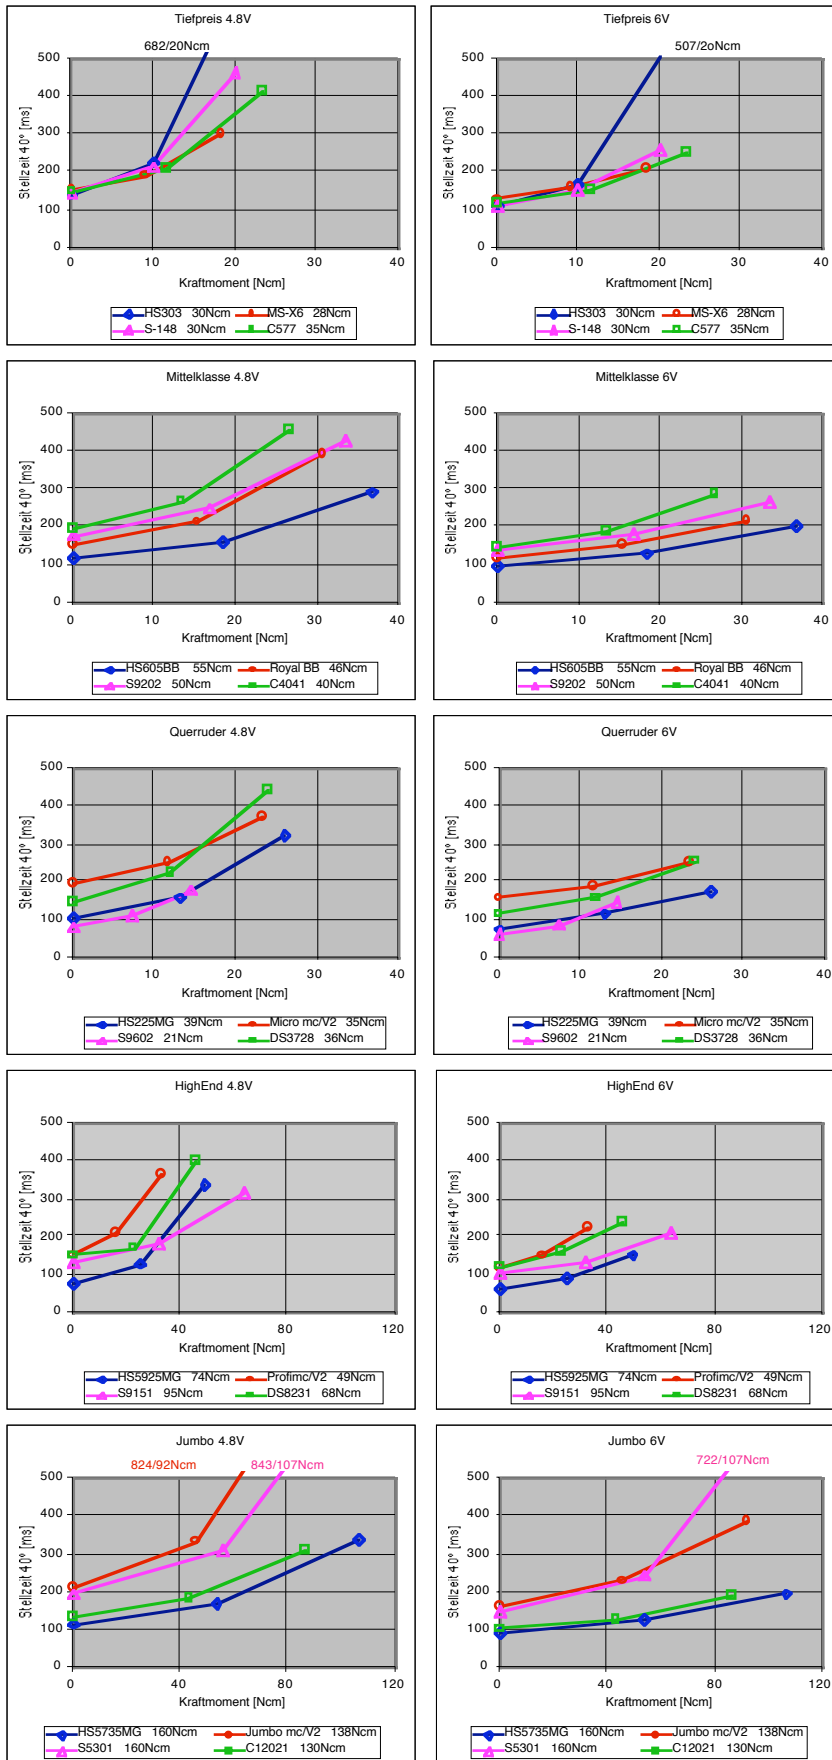 Tiefpreis 4.8V
682/20Ncm
Stellzeit 40° [ms]
500
400
300
200
100
0
0 10 20 30 40
Kraftmoment [Ncm]
HS303 30Ncm MS-X6 28Ncm
S-148 30Ncm C577 35Ncm
Tiefpreis 6V
507/2oNcm
Stellzeit 40° [ms]
500
400
300
200
100
0
0 10 20 30 40
Kraftmoment [Ncm]
HS303 30Ncm MS-X6 28Ncm
S-148 30Ncm C577 35Ncm
Mittelklasse 4.8V
Stellzeit 40° [ms]
500
400
300
200
100
0
0 10 20 30 40
Kraftmoment [Ncm]
HS605BB 55Ncm Royal BB 46Ncm
S9202 50Ncm C4041 40Ncm
Mittelklasse 6V
Stellzeit 40° [ms]
500
400
300
200
100
0
0 10 20 30 40
Kraftmoment [Ncm]
HS605BB 55Ncm Royal BB 46Ncm
S9202 50Ncm C4041 40Ncm
Querruder 4.8V
Stellzeit 40° [ms]
500
400
300
200
100
0
0 10 20 30 40
Kraftmoment [Ncm]
HS225MG 39Ncm Micro mc/V2 35Ncm
S9602 21Ncm DS3728 36Ncm
Querruder 6V
Stellzeit 40° [ms]
500
400
300
200
100
0
0 10 20 30 40
Kraftmoment [Ncm]
HS225MG 39Ncm Micro mc/V2 35Ncm
S9602 21Ncm DS3728 36Ncm
HighEnd 4.8V
Stellzeit 40° [ms]
500
400
300
200
100
0
0 40 80 120
Kraftmoment [Ncm]
HS5925MG 74Ncm Profimc/V2 49Ncm
S9151 95Ncm DS8231 68Ncm
HighEnd 6V
Stellzeit 40° [ms]
500
400
300
200
100
0
0 40 80 120
Kraftmoment [Ncm]
HS5925MG 74Ncm Profimc/V2 49Ncm
S9151 95Ncm DS8231 68Ncm
Jumbo 4.8V
824/92Ncm 843/107Ncm
Stellzeit 40° [ms]
500
400
300
200
100
0
0 40 80 120
Kraftmoment [Ncm]
HS5735MG 160Ncm Jumbo mc/V2 138Ncm
S5301 160Ncm C12021 130Ncm
Jumbo 6V
722/107Ncm
Stellzeit 40° [ms]
500
400
300
200
100
0
0 40 80 120
Kraftmoment [Ncm]
HS5735MG 160Ncm Jumbo mc/V2 138Ncm
S5301 160Ncm C12021 130Ncm